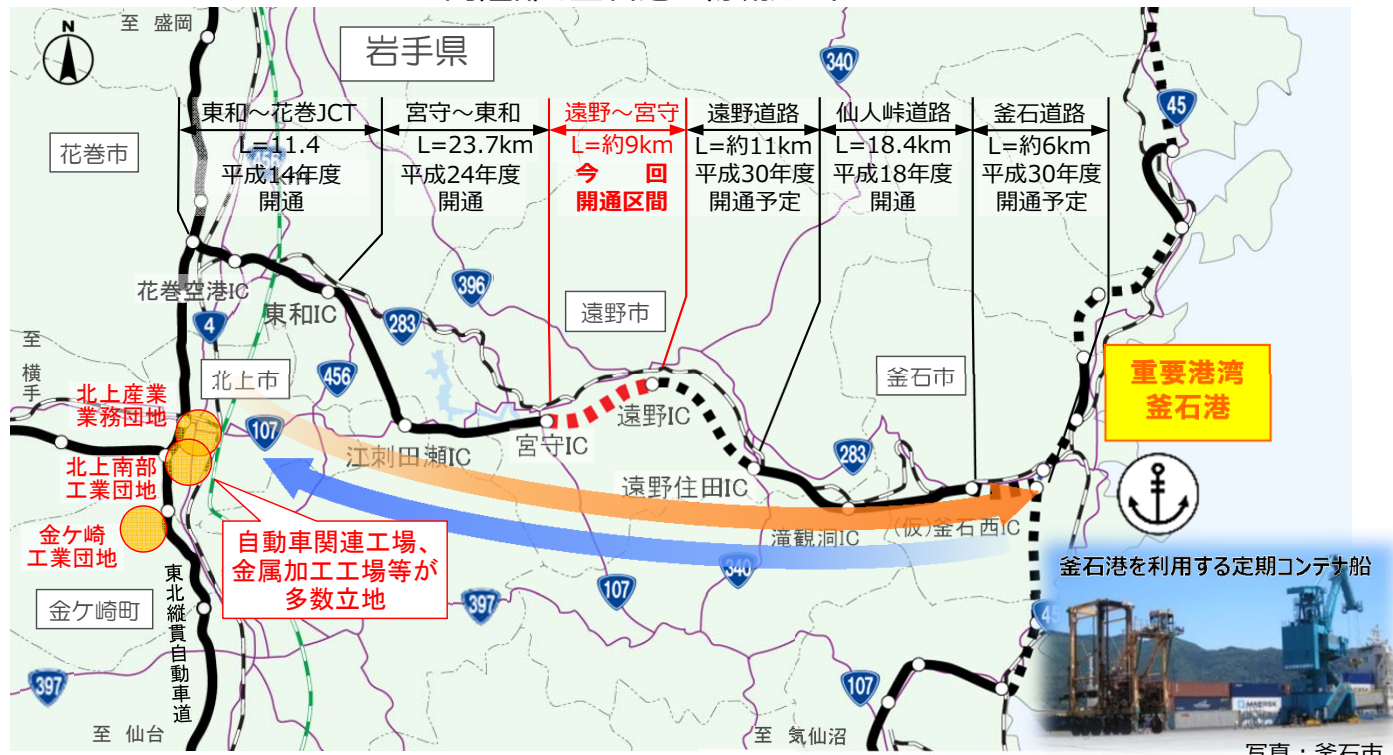 至 盛岡
N
岩手県
340
45
東和～花巻JCT
L=11.4
平成14年度
開通
宮守～東和
L=23.7km
平成24年度
開通
遠野～宮守
L=約9km
今 回
開通区間
遠野道路
L=約11km
平成30年度
開通予定
仙人峠道路
L=18.4km
平成18年度
開通
釜石道路
L=約6km
平成30年度
開通予定
花巻市
456
花巻空港IC
東和IC
396
遠野市
4
283
至
横手
北上市
456
釜石市
重要港湾
釜石港
北上産業
業務団地
107
江刺田瀬IC
宮守IC
遠野IC
283
北上南部
工業団地
遠野住田IC
滝観洞IC
(仮)釜石西IC
金ケ崎
工業団地
自動車関連工場、
金属加工工場等が
多数立地
340
107
397
釜石港を利用する定期コンテナ船
金ケ崎町
東北縦貫自動車道
45
397
107
MAERSK
至 仙台
至 気仙沼
写真：釜石市